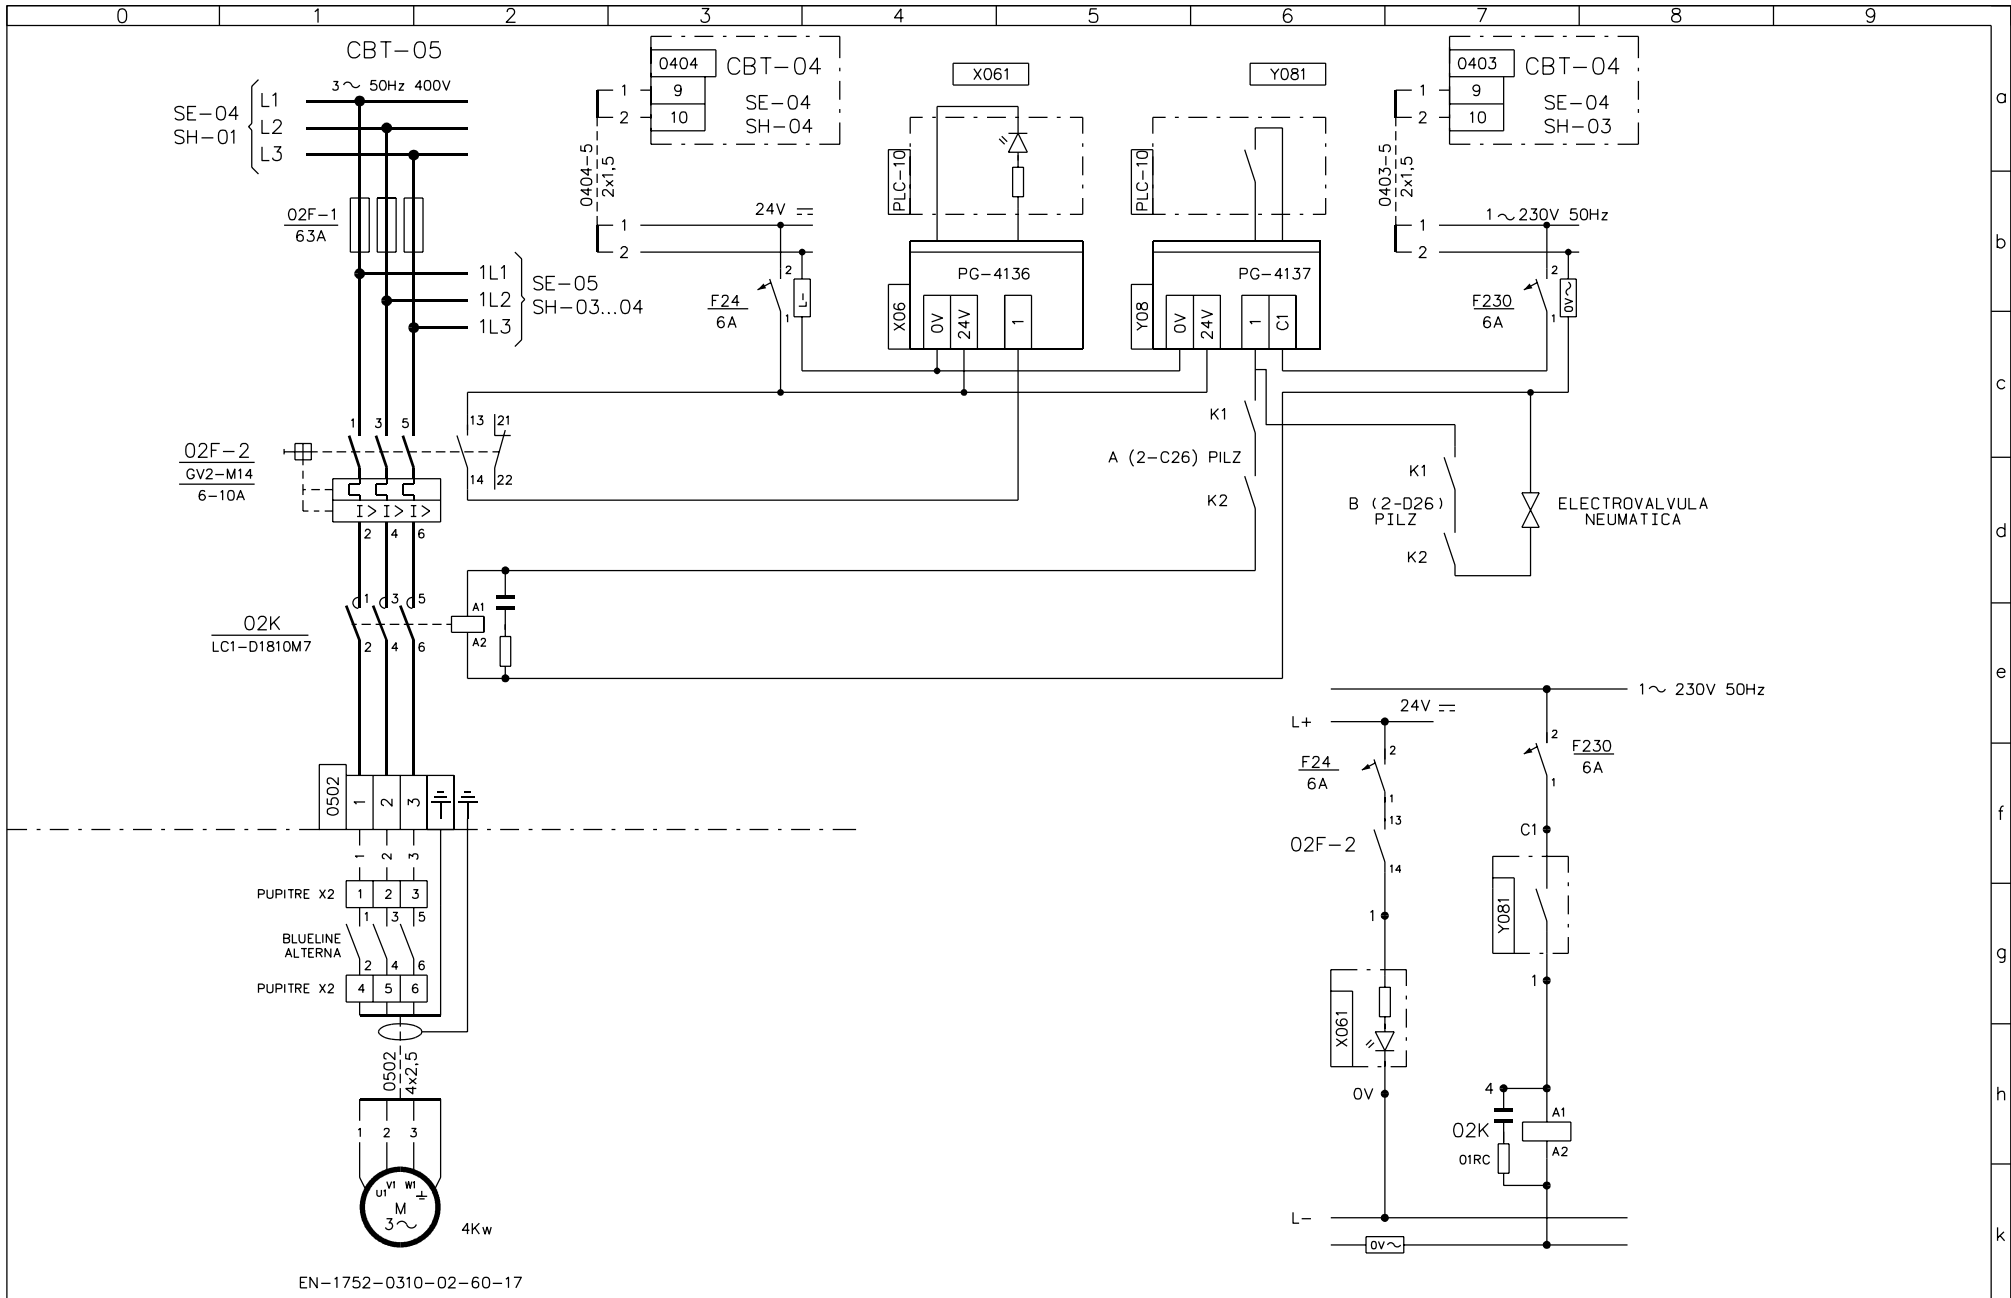 0 1 2 3 4 5 6 7 8 9
a
b
c
d
e
f
g
h
k
CBT-05
3~ 50Hz 400V
SE-04
SH-01
L1
L2
L3
02F-1
63A
1L1
1L2
1L3
SE-05
SH-03...04
0404
9
10
CBT-04
SE-04
SH-04
1
2
0404-5
2x1,5
1
2
24V
F24
6A
2
1
L-
X061
PLC-10
X06
PG-4136
0V
24V
1
Y081
PLC-10
Y08
PG-4137
0V
24V
1
C1
0403
9
10
CBT-04
SE-04
SH-03
1
2
0403-5
2x1,5
1
2
1~230V 50Hz
F230
6A
2
1
0V~
02F-2
GV2-M14
6-10A
1 3 5
13 21
14 22
I> I> I>
2 4 6
K1
A (2-C26) PILZ
K2
K1
B (2-D26)
PILZ
K2
ELECTROVALVULA
NEUMATICA
02K
LC1-D1810M7
1 3 5
2 4 6
A1
A2
0502
1 2 3
1 2 3
PUPITRE X2
1 2 3
1 3 5
BLUELINE
ALTERNA
2 4 6
PUPITRE X2
4 5 6
0502
4x2,5
1 2 3
U1 V1 W1
M
3~
4Kw
EN-1752-0310-02-60-17
1~ 230V 50Hz
24V
L+
F24
6A
2
1
02F-2
13
14
1
X061
0V
L-
F230
6A
2
1
C1
Y081
1
4
02K
01RC
A1
A2
0V~